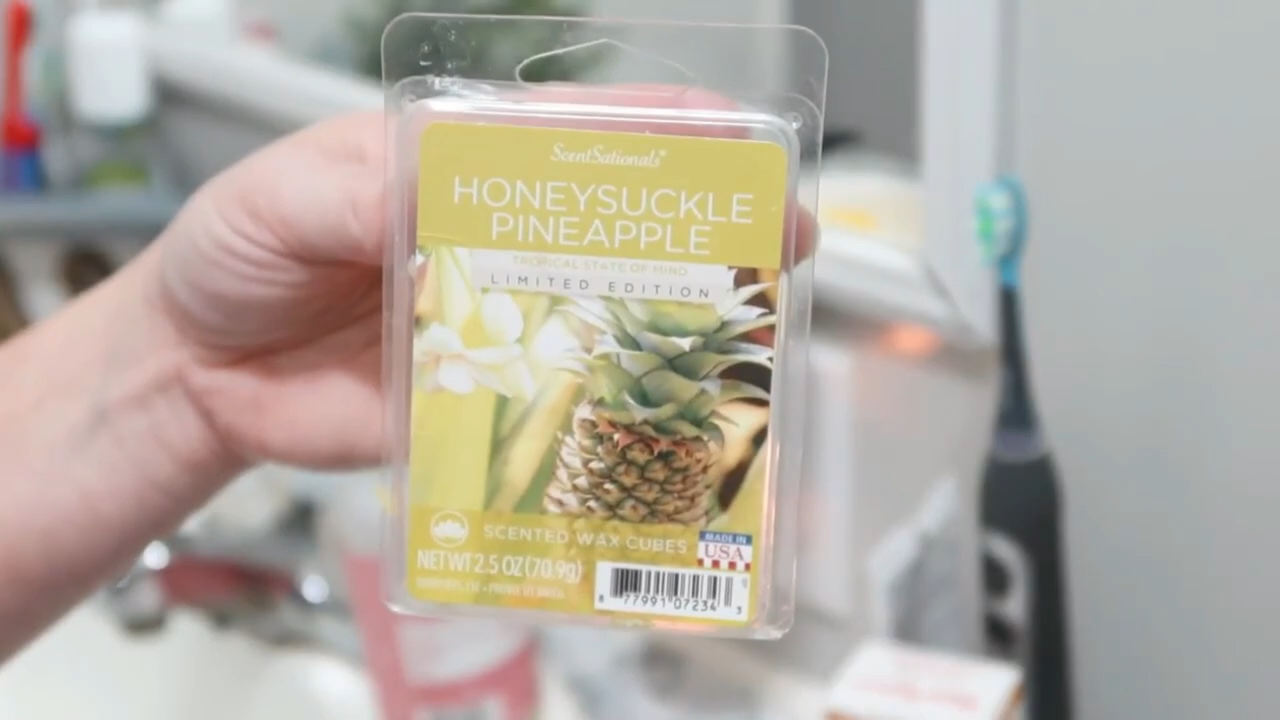 ScentSationals®
HONEYSUCKLE
PINEAPPLE
TROPICAL STATE OF MIND
LIMITED EDITION
SCENTED WAX CUBES
MADE IN
USA
NET WT 2.5 OZ (70.9g)
8 77991 07234 3